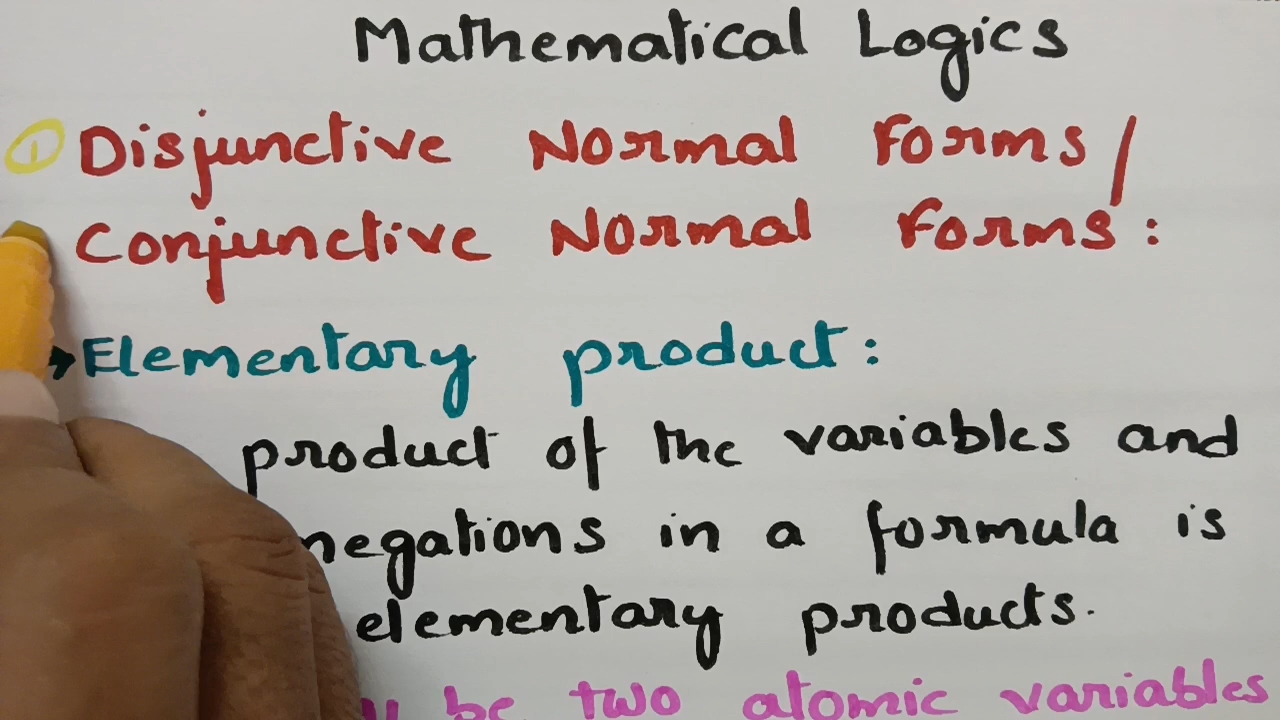 Mathematical Logics
① Disjunctive Normal Forms/
Conjunctive Normal Forms:
→ Elementary product:
product of the variables and
negations in a formula is
elementary products.
be two atomic variables